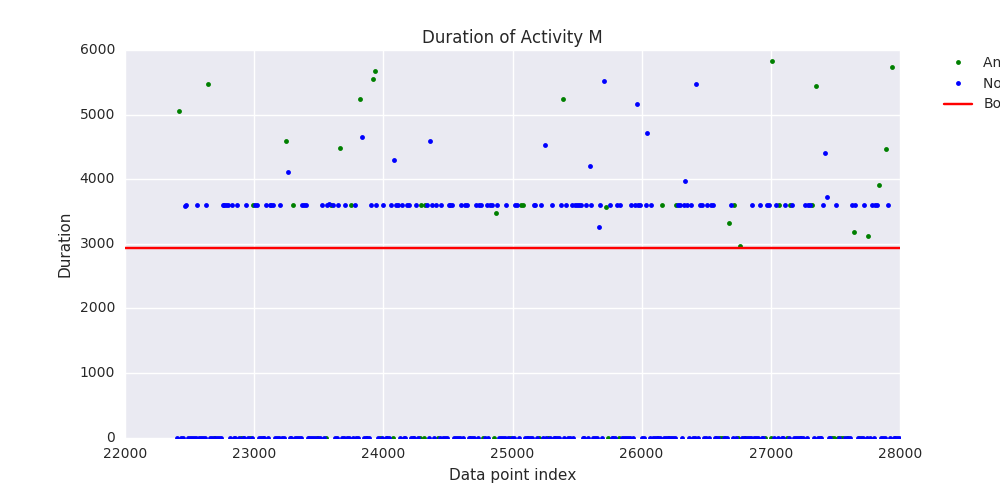 Duration of Activity M
6000
5000
4000
3000
2000
1000
0
Duration
22000 23000 24000 25000 26000 27000 28000
Data point index
An
No
Bo